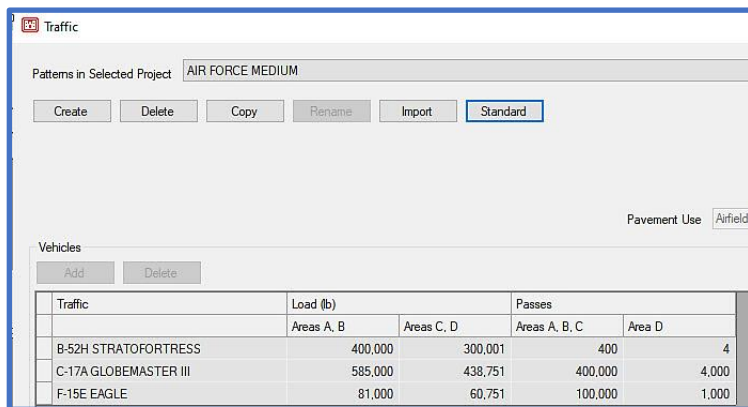 Traffic
Patterns in Selected Project AIR FORCE MEDIUM
Create Delete Copy Rename Import Standard
Pavement Use Airfield
Vehicles
Add Delete
Traffic Load (lb) Passes
Areas A, B Areas C, D Areas A, B, C Area D
B-52H STRATOFORTRESS 400,000 300,001 400 4
C-17A GLOBEMASTER III 585,000 438,751 400,000 4,000
F-15E EAGLE 81,000 60,751 100,000 1,000